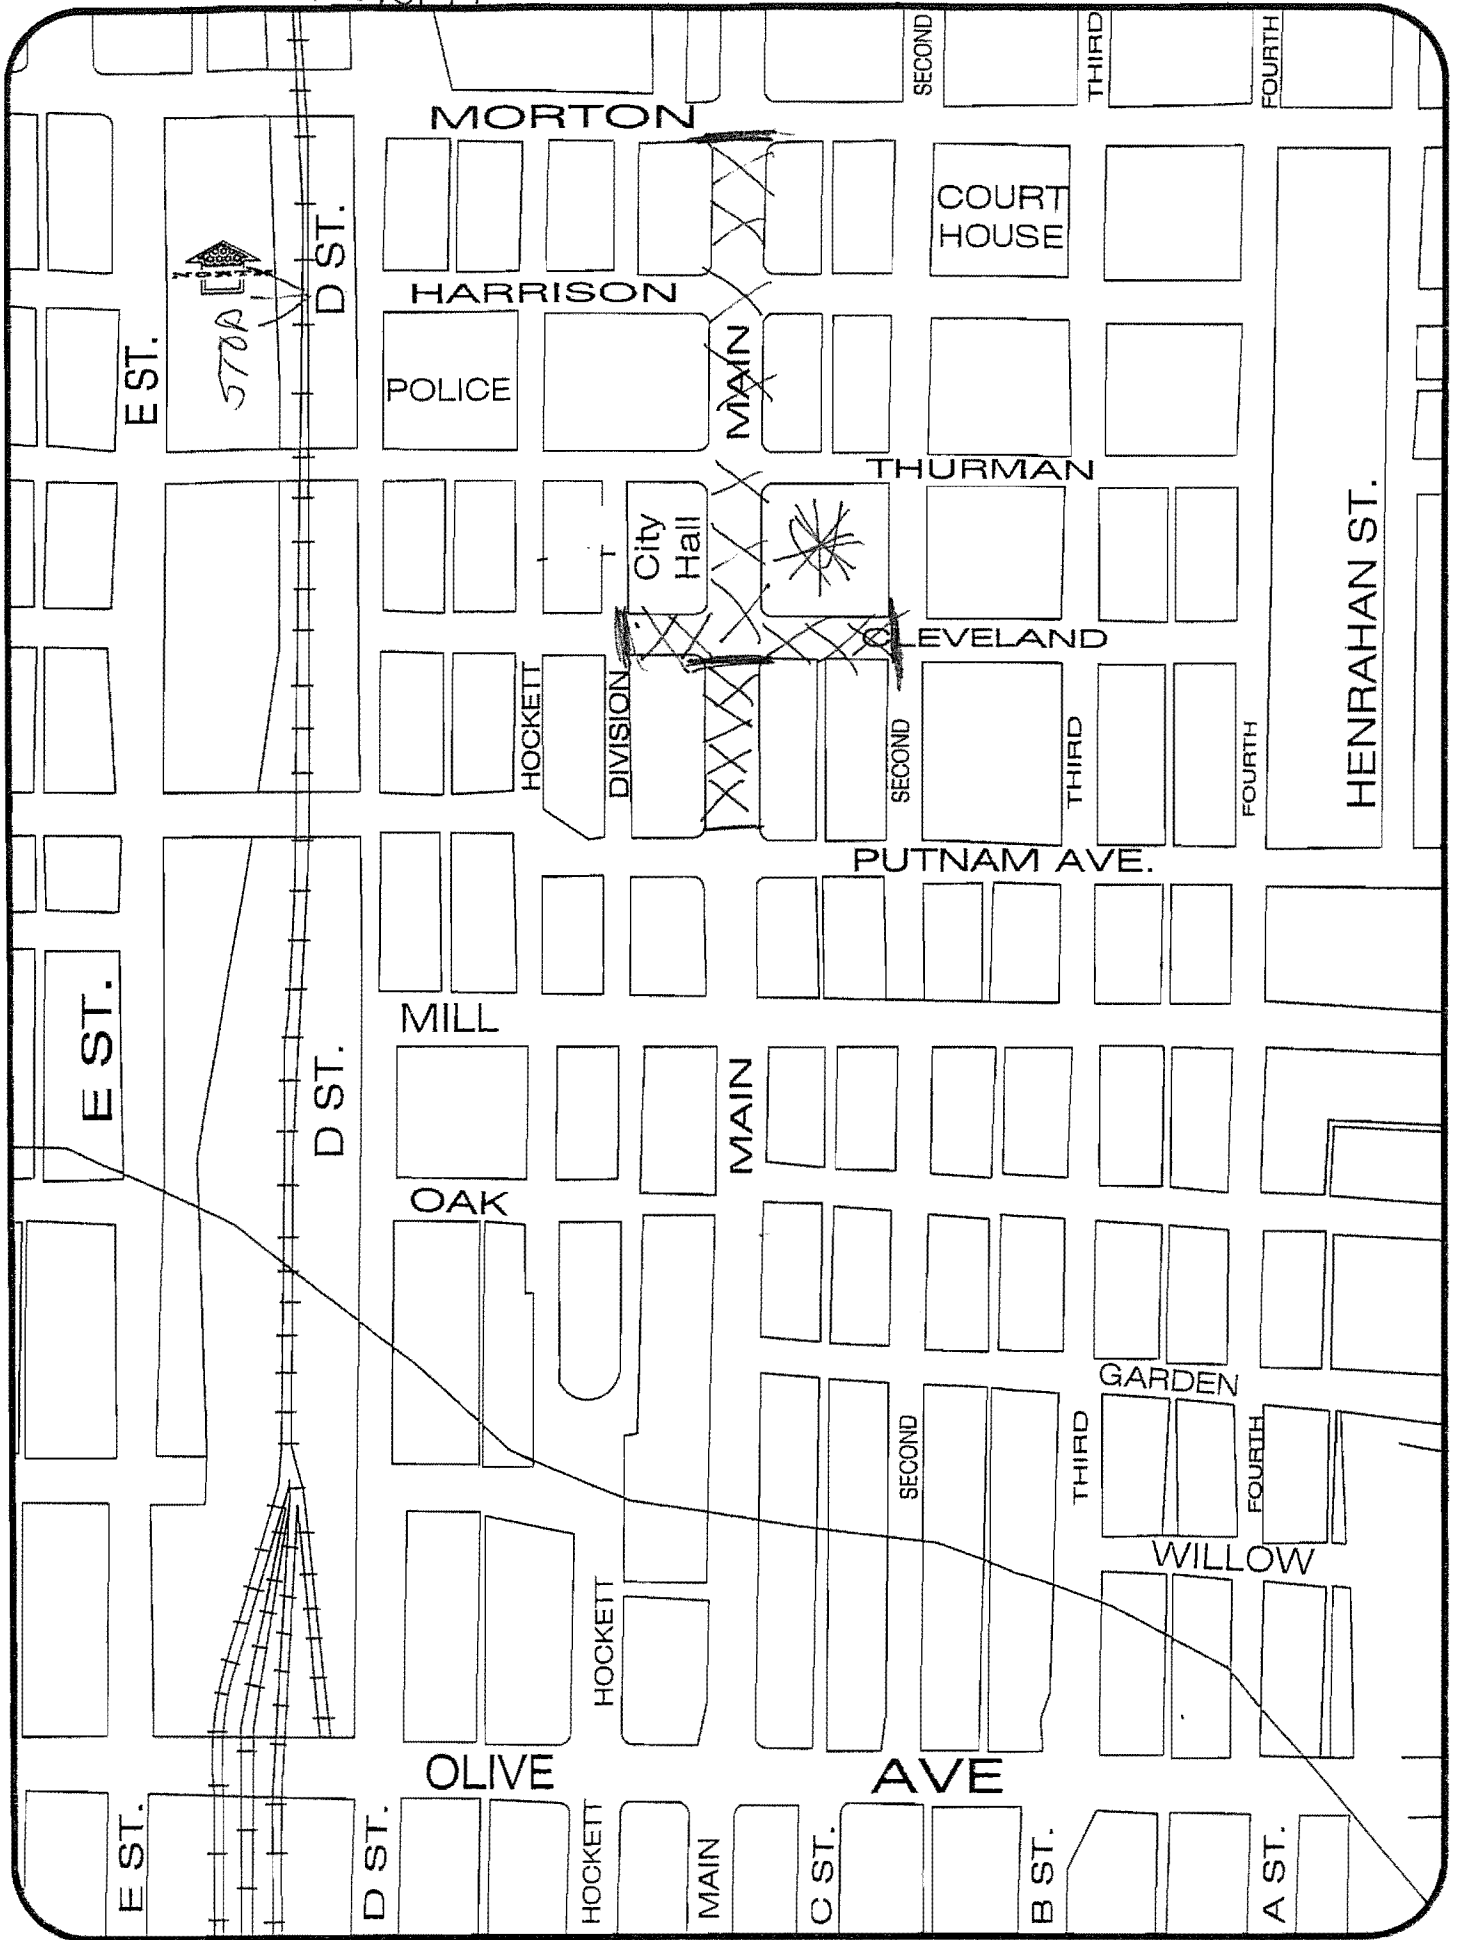 SECOND
THIRD
FOURTH
MORTON
COURT
HOUSE
D ST.
NORTH
HARRISON
E ST.
POLICE
MAIN
THURMAN
City
Hall
HENRAHAN ST.
CLEVELAND
HOCKETT
DIVISION
SECOND
THIRD
FOURTH
PUTNAM AVE.
E ST.
MILL
D ST.
MAIN
OAK
GARDEN
SECOND
THIRD
FOURTH
WILLOW
HOCKETT
OLIVE AVE
E ST.
D ST.
HOCKETT
MAIN
C ST.
B ST.
A ST.